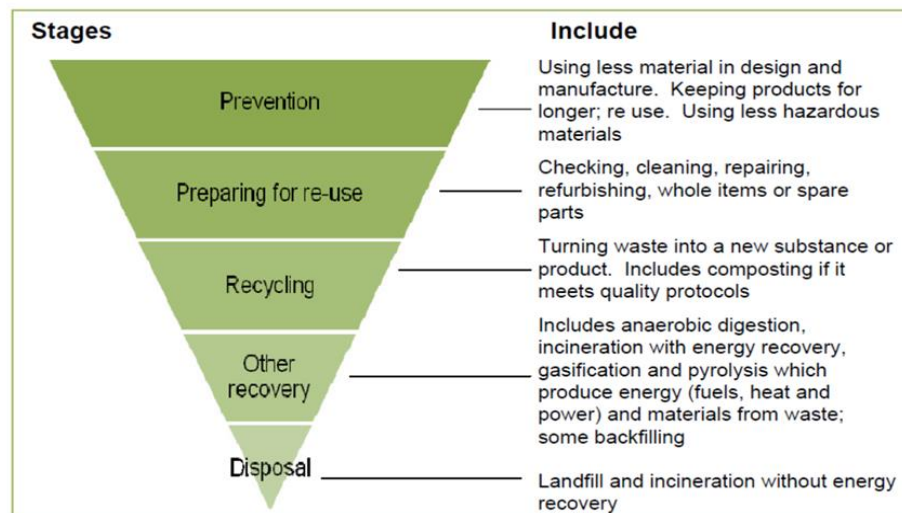 Stages
Include
Prevention
Using less material in design and
manufacture.  Keeping products for
longer; re use.  Using less hazardous
materials
Preparing for re-use
Checking, cleaning, repairing,
refurbishing, whole items or spare
parts
Recycling
Turning waste into a new substance or
product.  Includes composting if it
meets quality protocols
Other
recovery
Includes anaerobic digestion,
incineration with energy recovery,
gasification and pyrolysis which
produce energy (fuels, heat and
power) and materials from waste;
some backfilling
Disposal
Landfill and incineration without energy
recovery